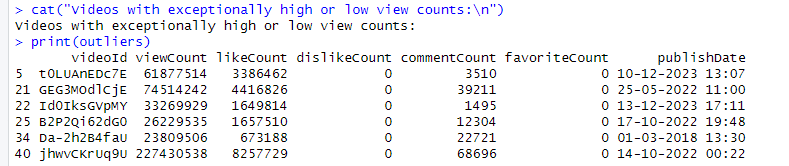 > cat("Videos with exceptionally high or low view counts:\n")
Videos with exceptionally high or low view counts:
> print(outliers)
videoId viewCount likeCount dislikeCount commentCount favoriteCount publishDate
5 t0LUAnEDc7E 61877514 3386462 0 3510 0 10-12-2023 13:07
21 GEG3MOdlCjE 74514242 4416826 0 39211 0 25-05-2022 11:00
22 Id0IksGVpMY 33269929 1649814 0 1495 0 13-12-2023 17:11
25 B2P2Qi62dG0 26229535 1657510 0 12304 0 17-10-2022 19:48
34 Da-2h2B4faU 23809506 673188 0 22721 0 01-03-2018 13:30
40 jhwvCKrUq9U 227430538 8257729 0 68696 0 14-10-2022 00:22